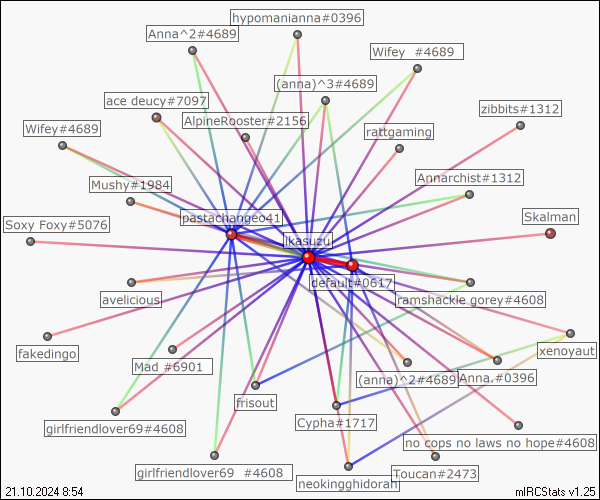 hypomanianna#0396
Anna^2#4689
Wifey #4689
(anna)^3#4689
ace deucy#7097
zibbits#1312
AlpineRooster#2156
Wifey#4689
rattgaming
Mushy#1984
Annarchist#1312
pastachangeo41
Skalman
Soxy Foxy#5076
ikasuzu
default#0617
avelicious
ramshackle.gorey#4608
fakedingo
xenoyaut
Mad #6901
(anna)^2#4689
Anna.#0396
frisout
Cypha#1717
girlfriendlover69#4608
no cops no laws no hope#4608
girlfriendlover69 #4608
Toucan#2473
neokingghidorah
21.10.2024 8:54
mIRCStats v1.25